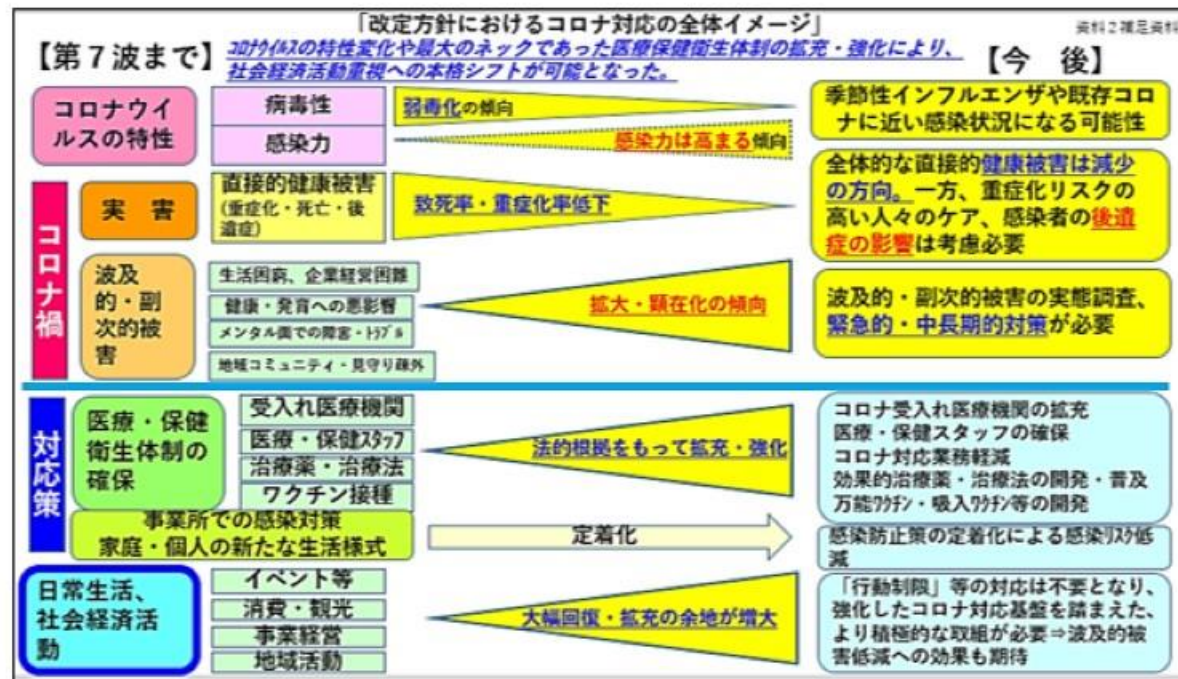 「改定方針におけるコロナ対応の全体イメージ」
資料2補足資料
【第7波まで】
コロナウイルスの特性変化や最大のネックであった医療保健衛生体制の拡充・強化により、
社会経済活動重視への本格シフトが可能となった。
【今　後】
コロナウイ
ルスの特性
病毒性
弱毒化の傾向
感染力
感染力は高まる傾向
季節性インフルエンザや既存コロ
ナに近い感染状況になる可能性
コロナ禍
実　害
直接的健康被害
(重症化・死亡・後
遺症)
致死率・重症化率低下
全体的な直接的健康被害は減少
の方向。一方、重症化リスクの
高い人々のケア、感染者の後遺
症の影響は考慮必要
波及
的・副
次的被
害
生活困窮、企業経営困難
健康・発育への悪影響
メンタル面での障害・トラブル
地域コミュニティ・見守り疎外
拡大・顕在化の傾向
波及的・副次的被害の実態調査、
緊急的・中長期的対策が必要
対応策
医療・保健
衛生体制の
確保
受入れ医療機関
医療・保健スタッフ
治療薬・治療法
ワクチン接種
法的根拠をもって拡充・強化
コロナ受入れ医療機関の拡充
医療・保健スタッフの確保
コロナ対応業務軽減
効果的治療薬・治療法の開発・普及
万能ワクチン・吸入ワクチン等の開発
事業所での感染対策
家庭・個人の新たな生活様式
定着化
感染防止策の定着化による感染リスク低
減
日常生活、
社会経済活
動
イベント等
消費・観光
事業経営
地域活動
大幅回復・拡充の余地が増大
「行動制限」等の対応は不要となり、
強化したコロナ対応基盤を踏まえた、
より積極的な取組が必要⇒波及的被
害低減への効果も期待